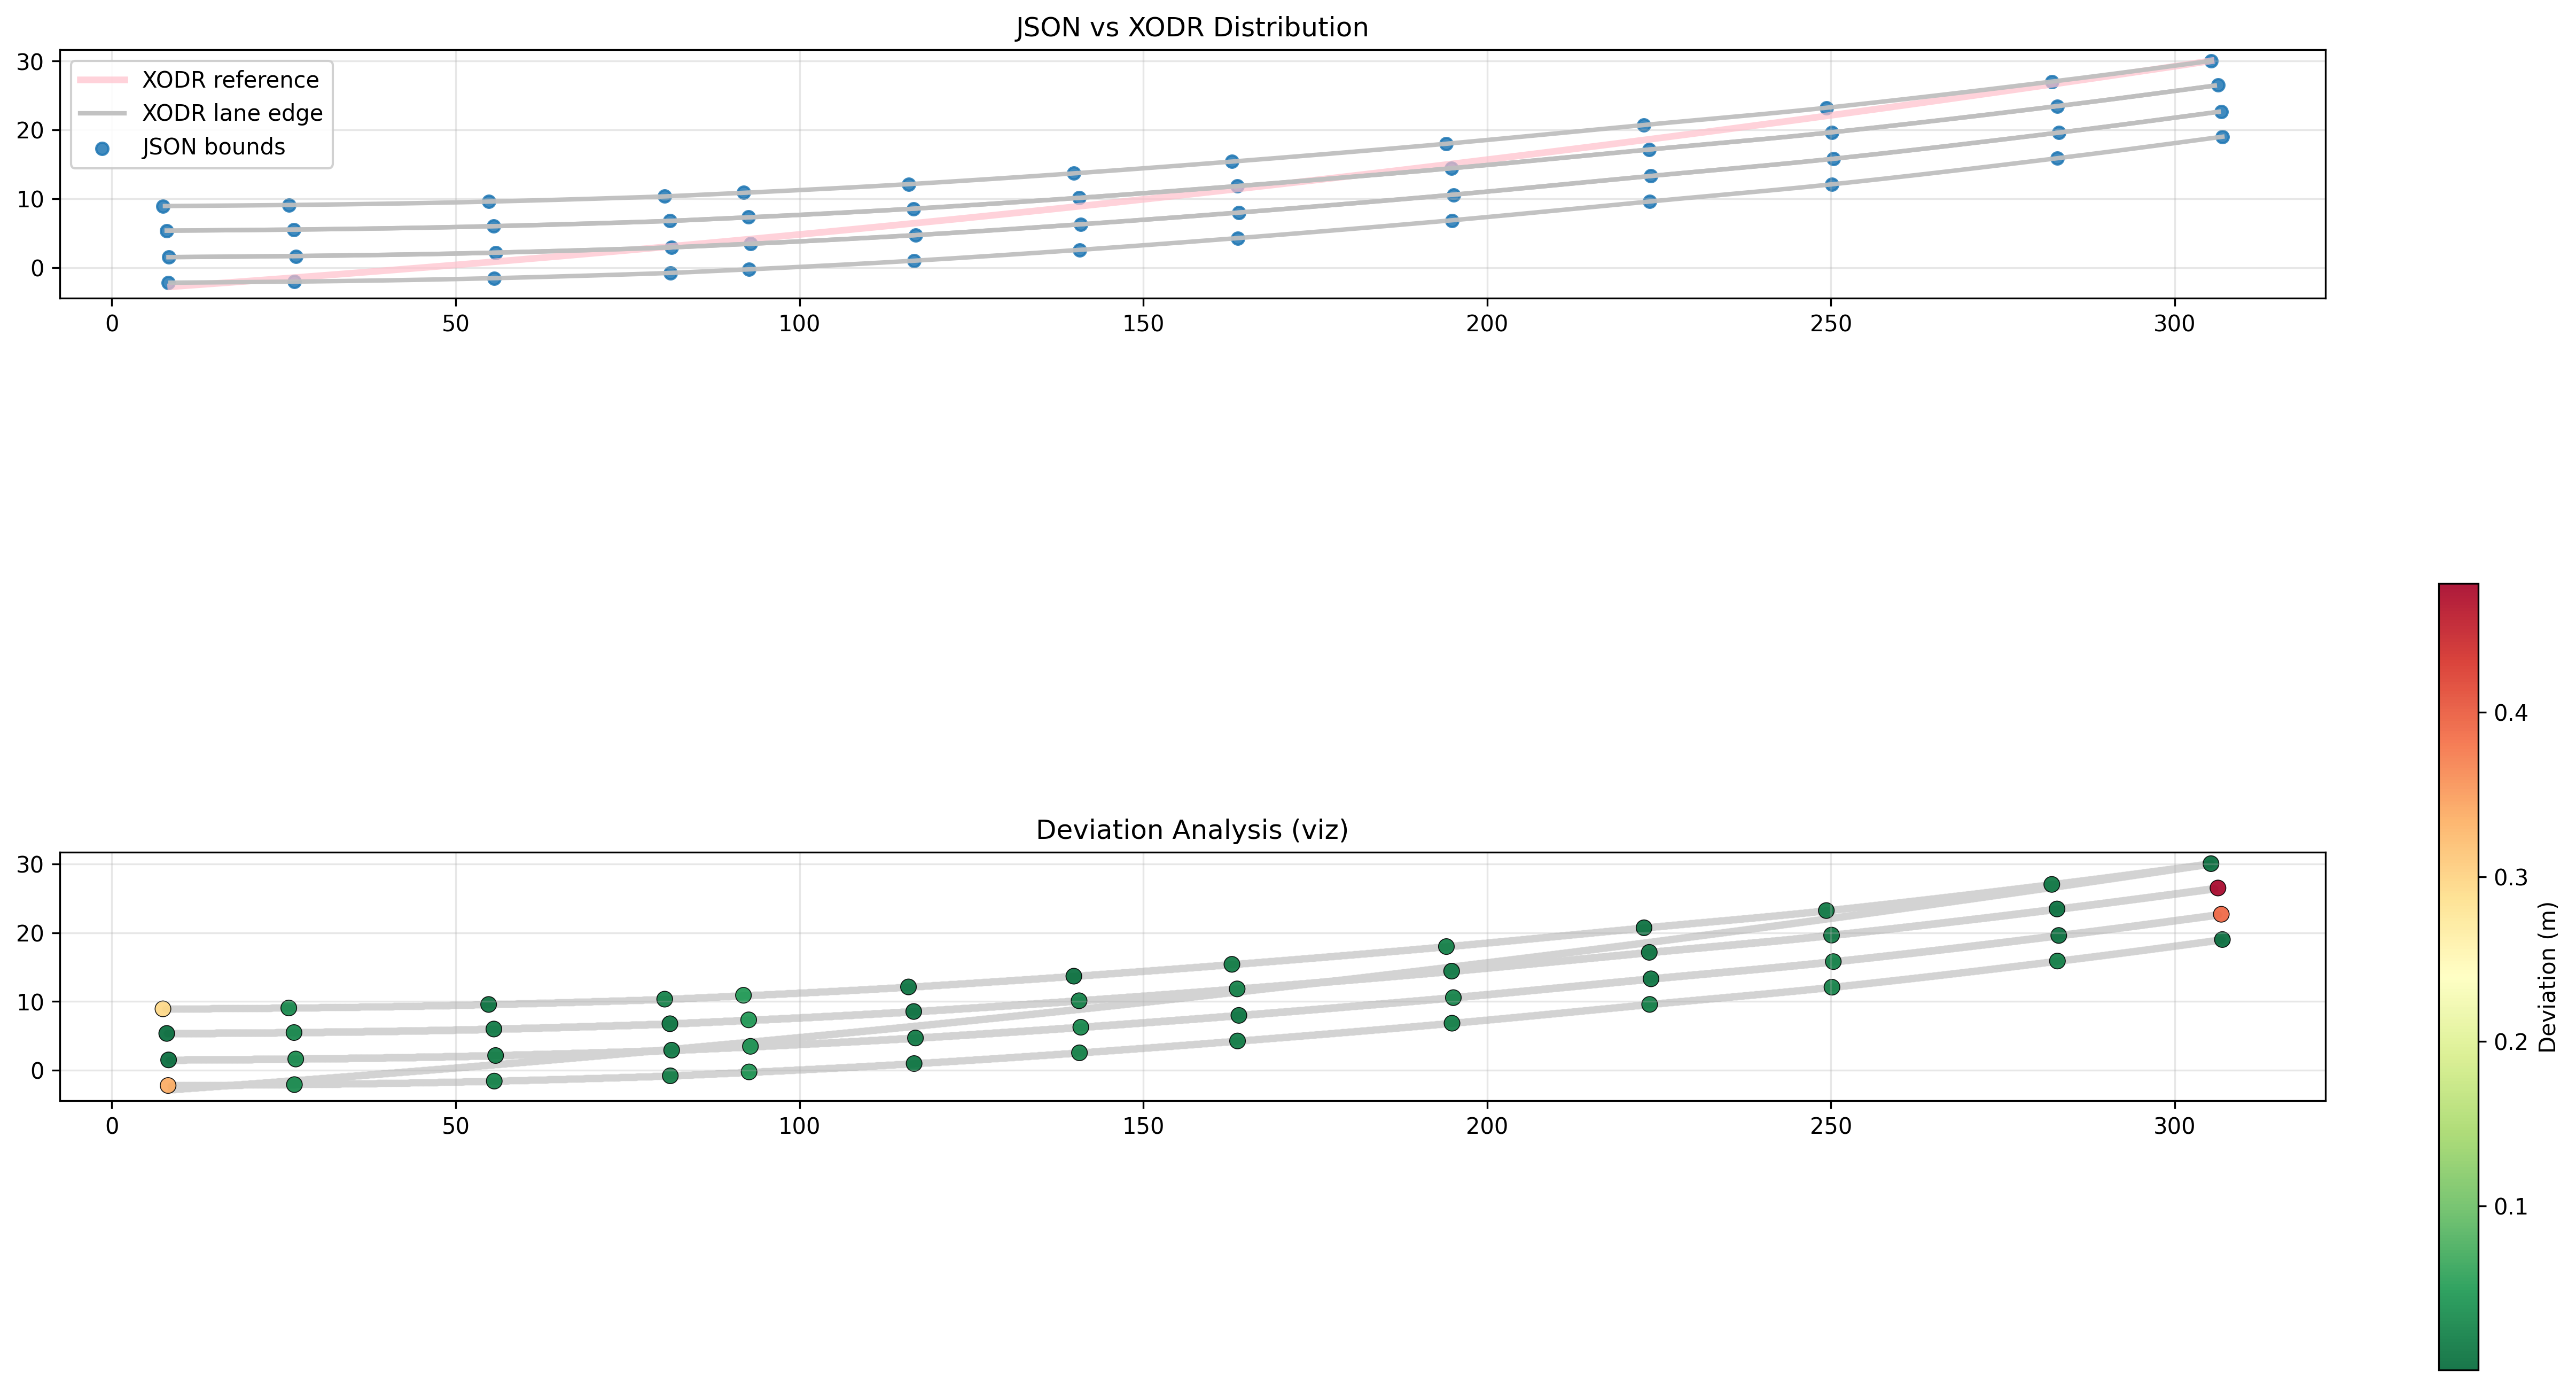 JSON vs XODR Distribution
30
20
10
0
XODR reference
XODR lane edge
JSON bounds
0 50 100 150 200 250 300
Deviation Analysis (viz)
30
20
10
0
0 50 100 150 200 250 300
0.4
0.3
0.2
0.1
Deviation (m)